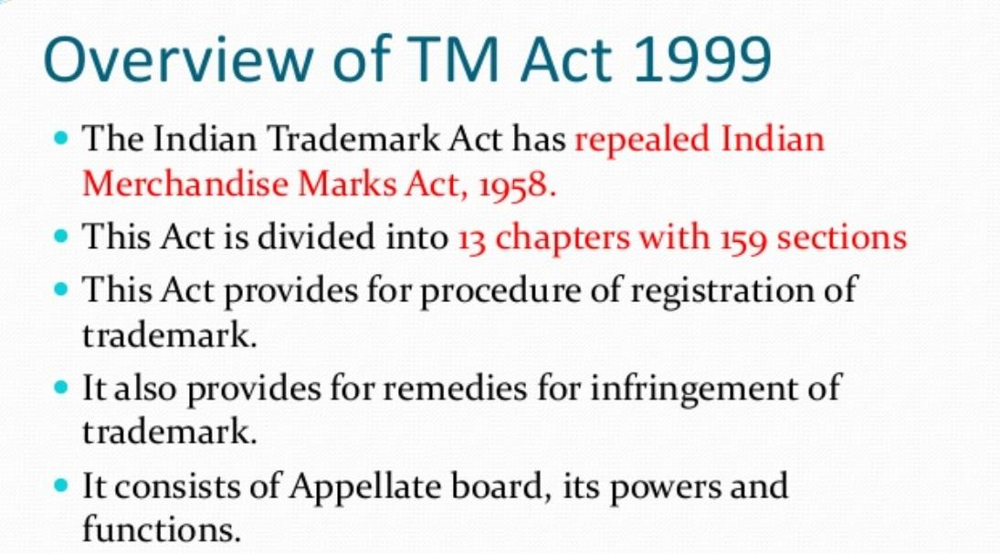 Overview of TM Act 1999
• The Indian Trademark Act has repealed Indian
Merchandise Marks Act, 1958.
• This Act is divided into 13 chapters with 159 sections
• This Act provides for procedure of registration of
trademark.
• It also provides for remedies for infringement of
trademark.
• It consists of Appellate board, its powers and
functions.